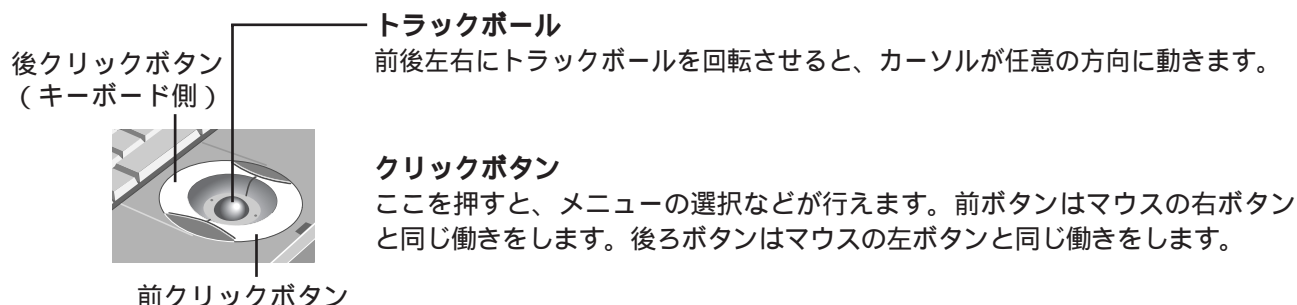 トラックボール
前後左右にトラックボールを回転させると、カーソルが任意の方向に動きます。
後クリックボタン
（キーボード側）
クリックボタン
ここを押すと、メニューの選択などが行えます。前ボタンはマウスの右ボタン
と同じ働きをします。後ろボタンはマウスの左ボタンと同じ働きをします。
前クリックボタン